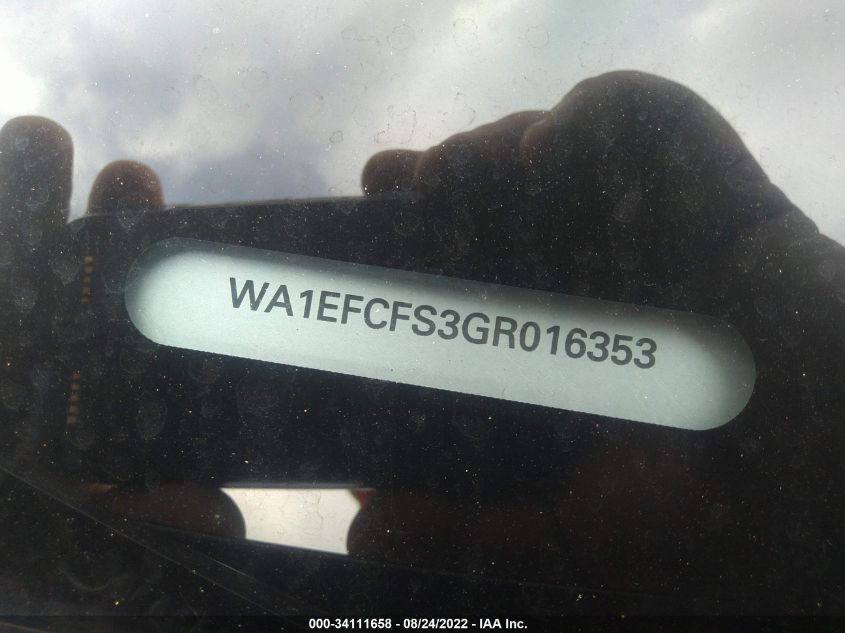 WA1EFCFS3GR016353
000-34111658 - 08/24/2022 - IAA Inc.